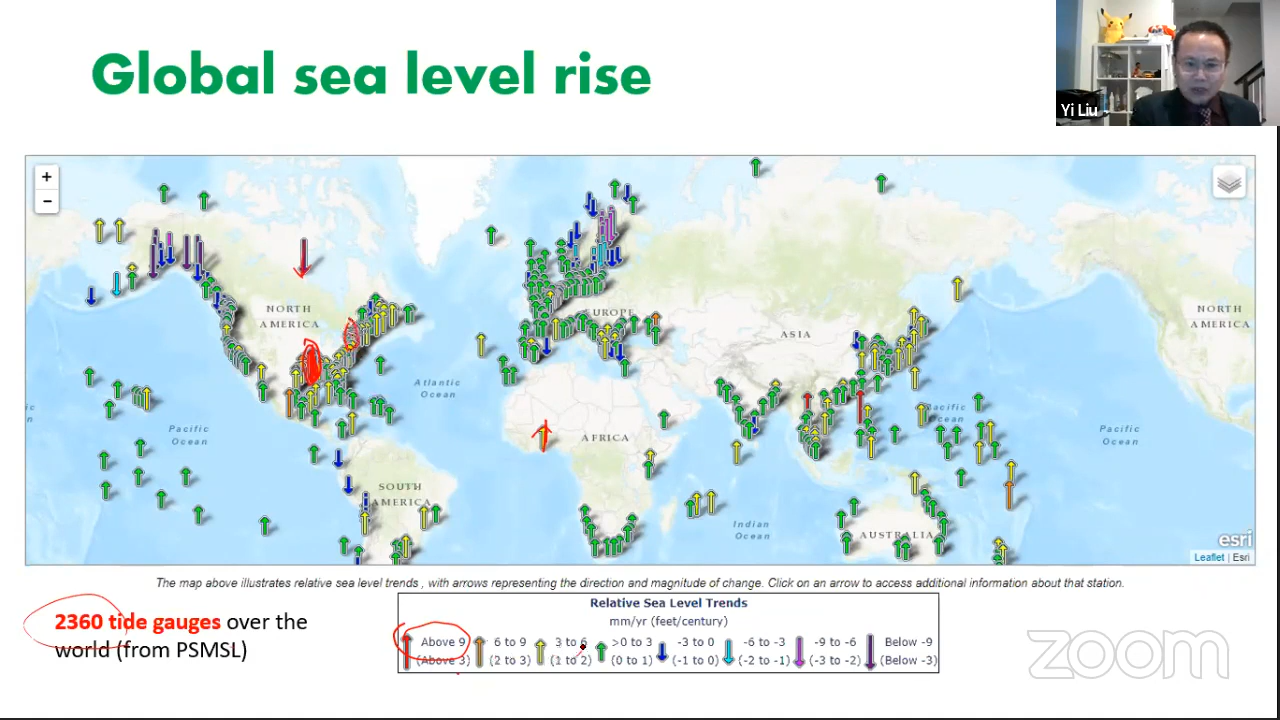 Global sea level rise
Yi Liu
+
−
NORTH
AMERICA
EUROPE
ASIA
NORTH
AMERICA
Atlantic
Ocean
Pacific
Ocean
Pacific
Ocean
Pacific
Ocean
AFRICA
SOUTH
AMERICA
Indian
Ocean
AUSTRALIA
esri
Leaflet | Esri
The map above illustrates relative sea level trends , with arrows representing the direction and magnitude of change. Click on an arrow to access additional information about that station.
2360 tide gauges over the
world (from PSMSL)
Relative Sea Level Trends
mm/yr (feet/century)
Above 9 6 to 9 3 to 6 >0 to 3 -3 to 0 -6 to -3 -9 to -6 Below -9
(Above 3) (2 to 3) (1 to 2) (0 to 1) (-1 to 0) (-2 to -1) (-3 to -2) (Below -3)
zoom